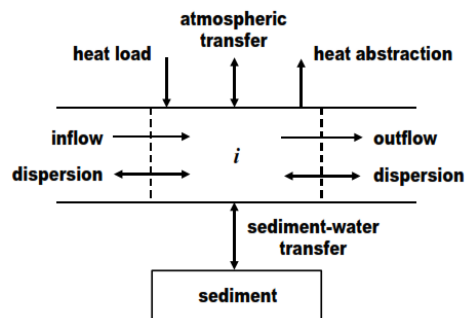 atmospheric
transfer
heat load
heat abstraction
inflow
i
outflow
dispersion
dispersion
sediment-water
transfer
sediment